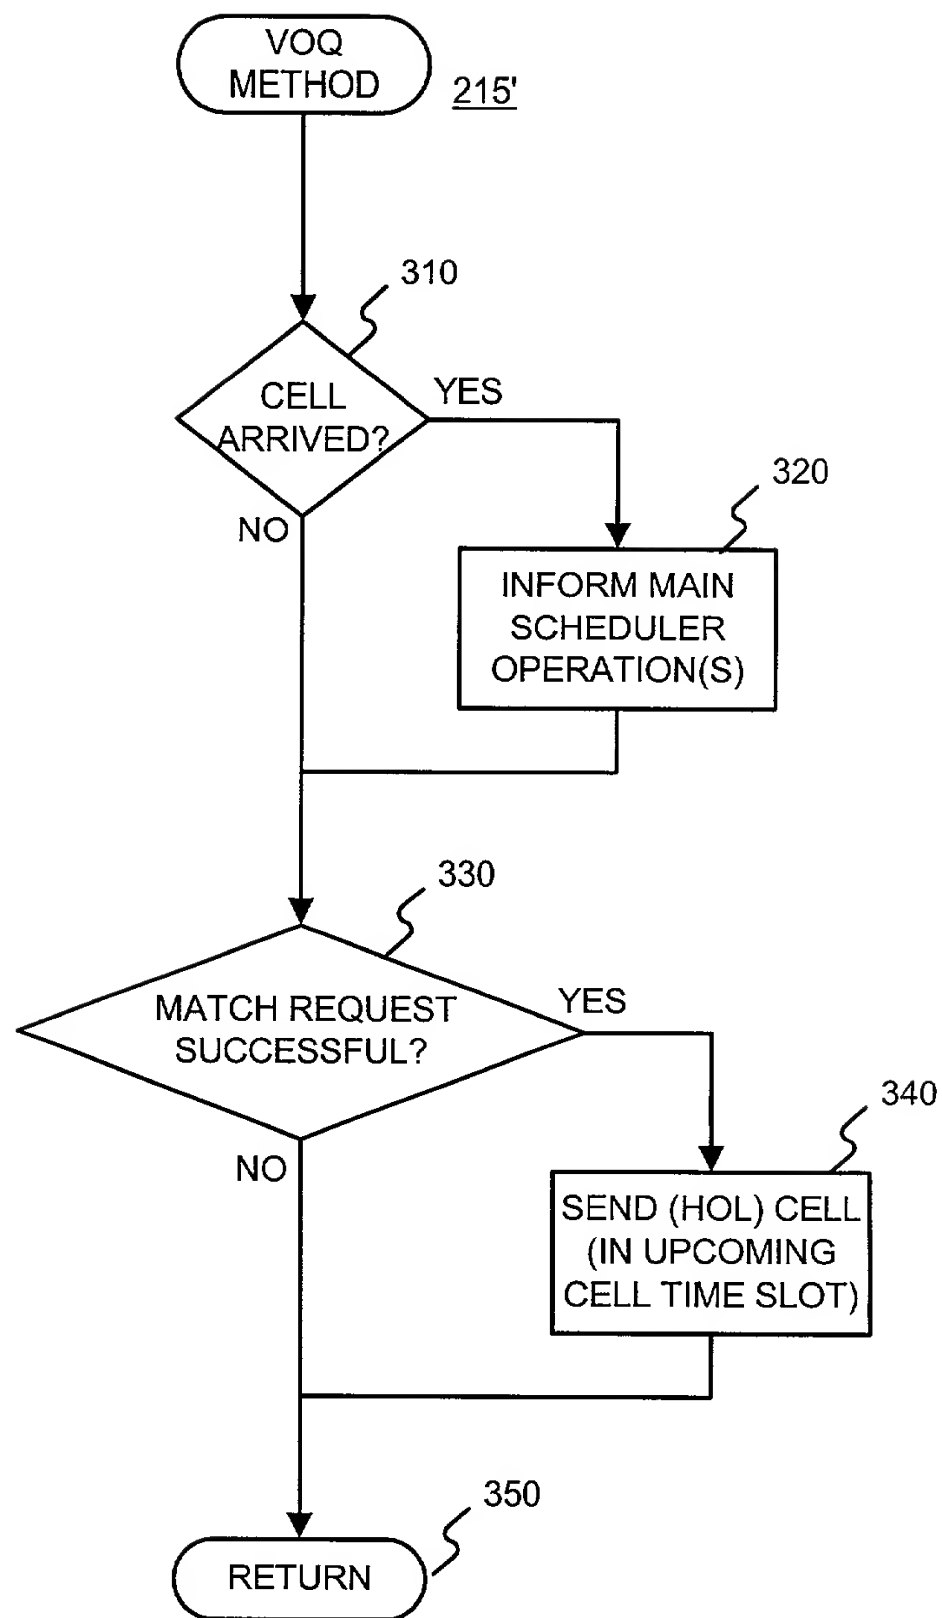 VOQ
METHOD
215'
310
CELL
ARRIVED?
YES
NO
320
INFORM MAIN
SCHEDULER
OPERATION(S)
330
MATCH REQUEST
SUCCESSFUL?
YES
NO
340
SEND (HOL) CELL
(IN UPCOMING
CELL TIME SLOT)
350
RETURN